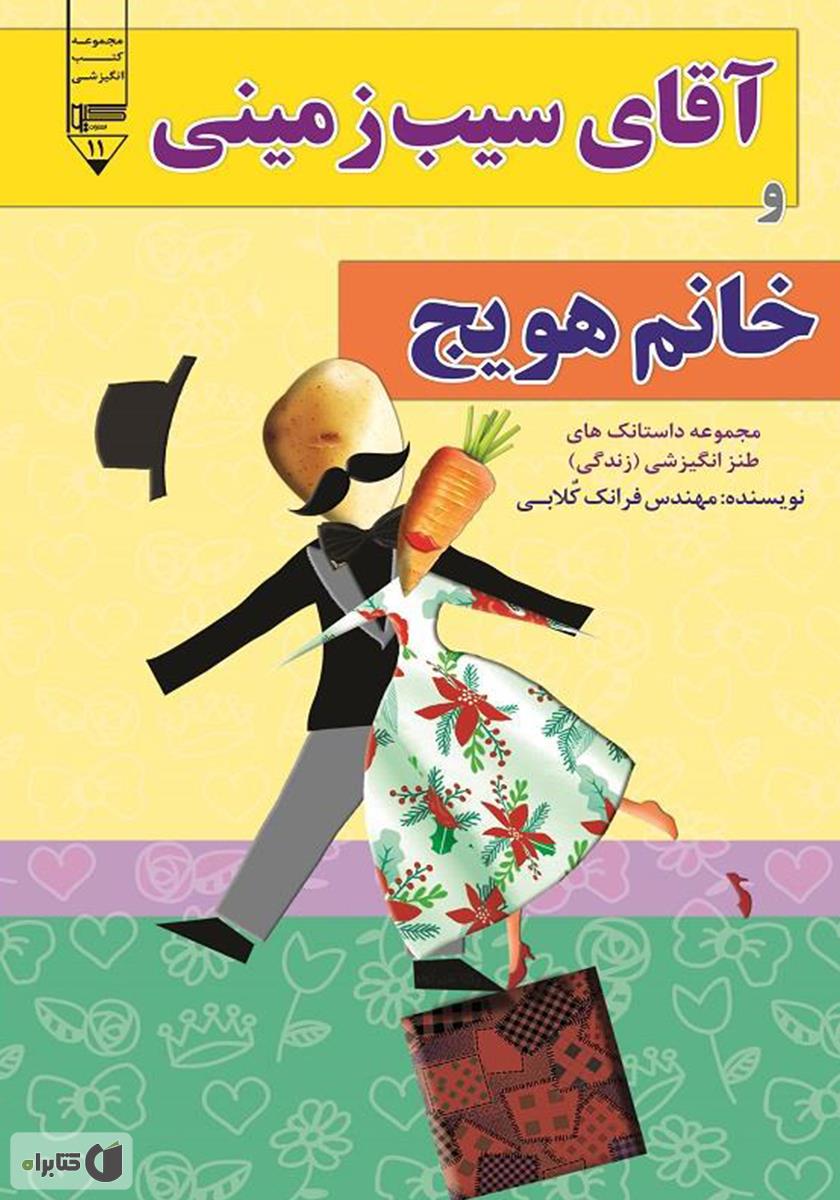 مجموعه
کتب
انگیزشی
انتشارات
۱۱
آقای سیب‌زمینی
و
خانم هویج
مجموعه داستانک های
طنز انگیزشی (زندگی)
نویسنده: مهندس فرانک کُلابی
کتابراه